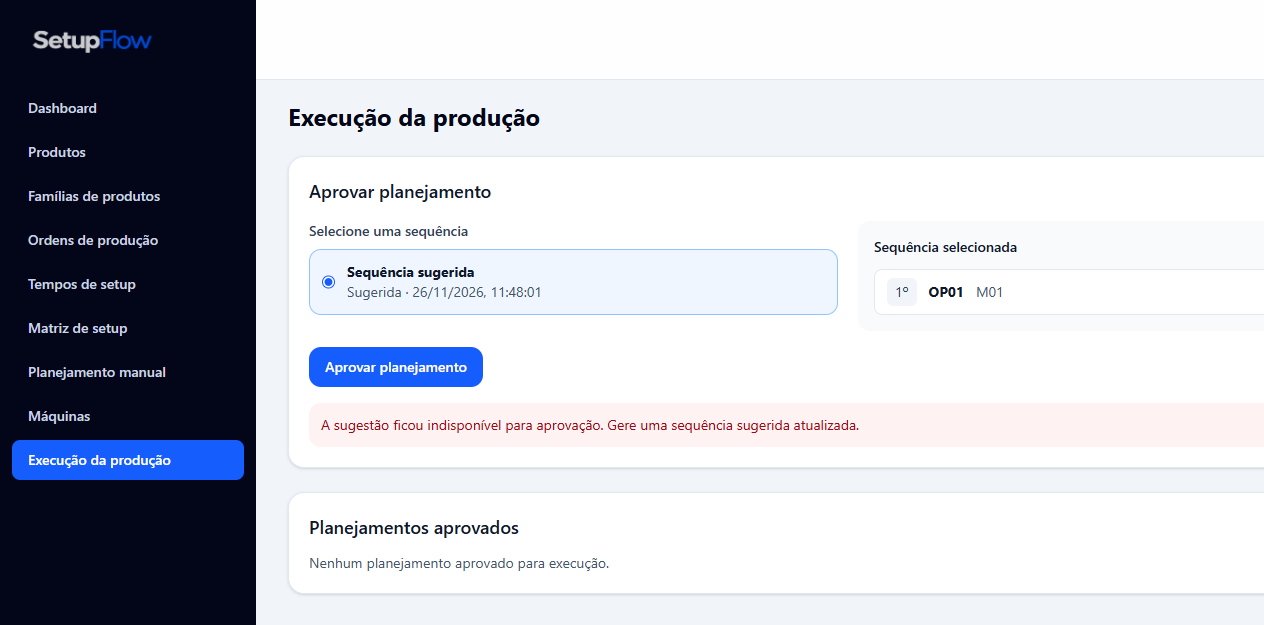 SetupFlow
Dashboard
Produtos
Famílias de produtos
Ordens de produção
Tempos de setup
Matriz de setup
Planejamento manual
Máquinas
Execução da produção
Execução da produção
Aprovar planejamento
Selecione uma sequência
Sequência sugerida
Sugerida · 26/11/2026, 11:48:01
Sequência selecionada
1º OP01 M01
Aprovar planejamento
A sugestão ficou indisponível para aprovação. Gere uma sequência sugerida atualizada.
Planejamentos aprovados
Nenhum planejamento aprovado para execução.